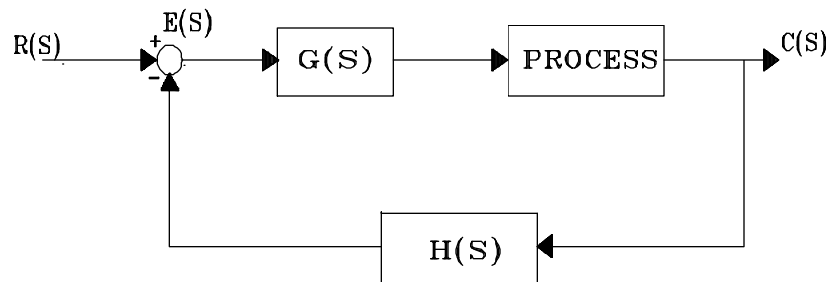 R(S)
+
E(S)
-
G(S)
PROCESS
C(S)
H(S)